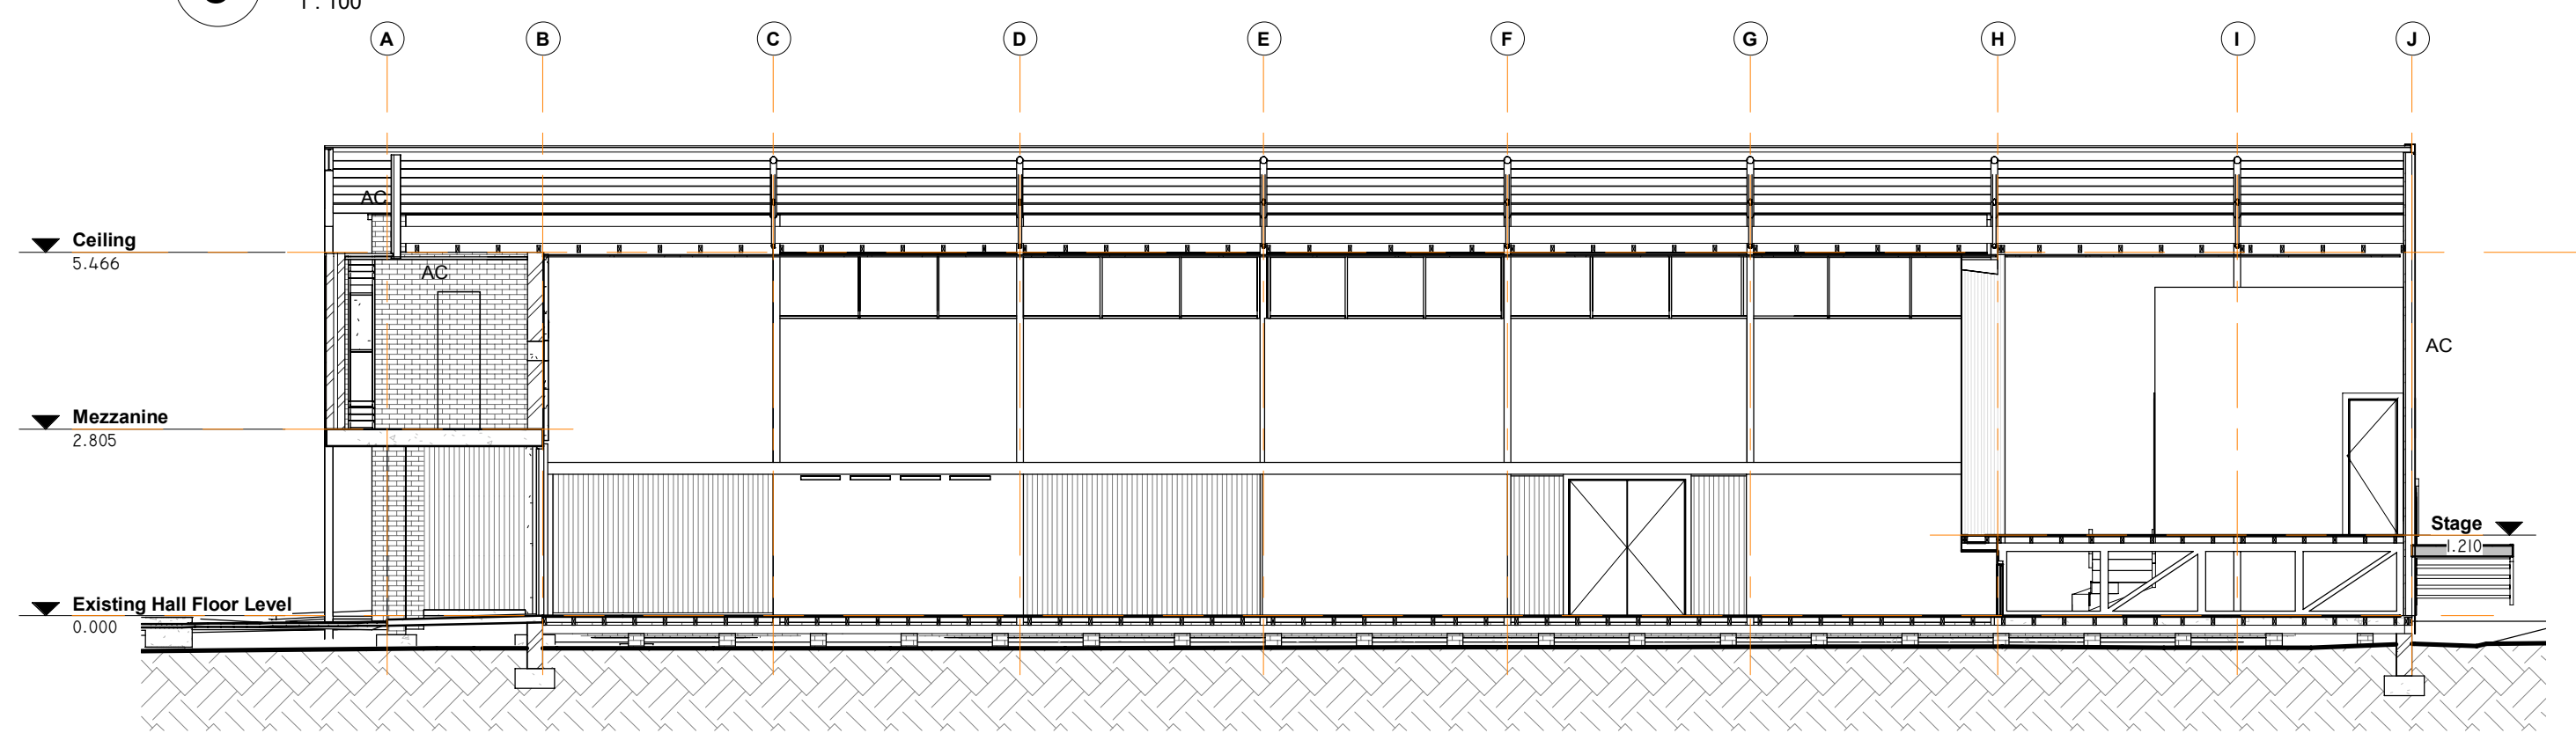 1 : 100
A B C D E F G H I J
AC
Ceiling
5.466
AC
AC
Mezzanine
2.805
Stage
1.210
Existing Hall Floor Level
0.000